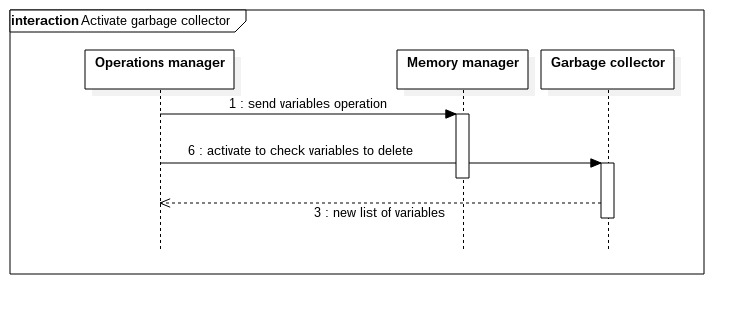 interaction Activate garbage collector
Operations manager
Memory manager
Garbage collector
1 : send variables operation
6 : activate to check variables to delete
3 : new list of variables